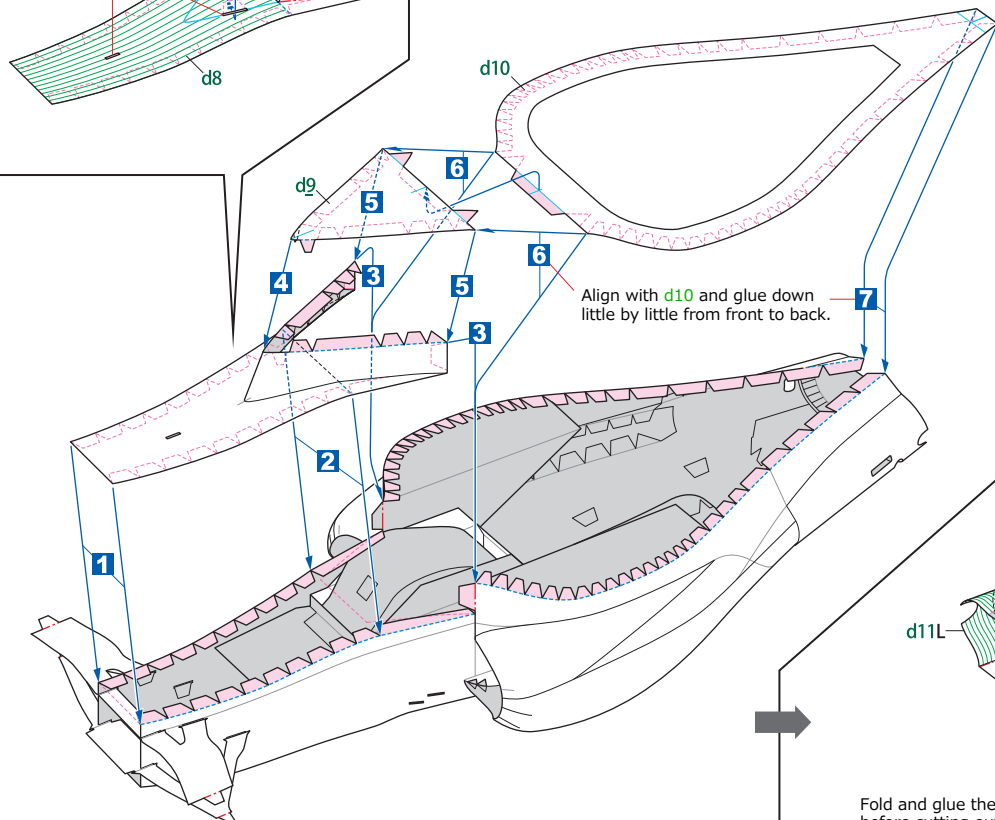 d8
d10
d9
6
5
4
3
5
6
Align with d10 and glue down
little by little from front to back.
7
3
2
1
d11L
Fold and glue the